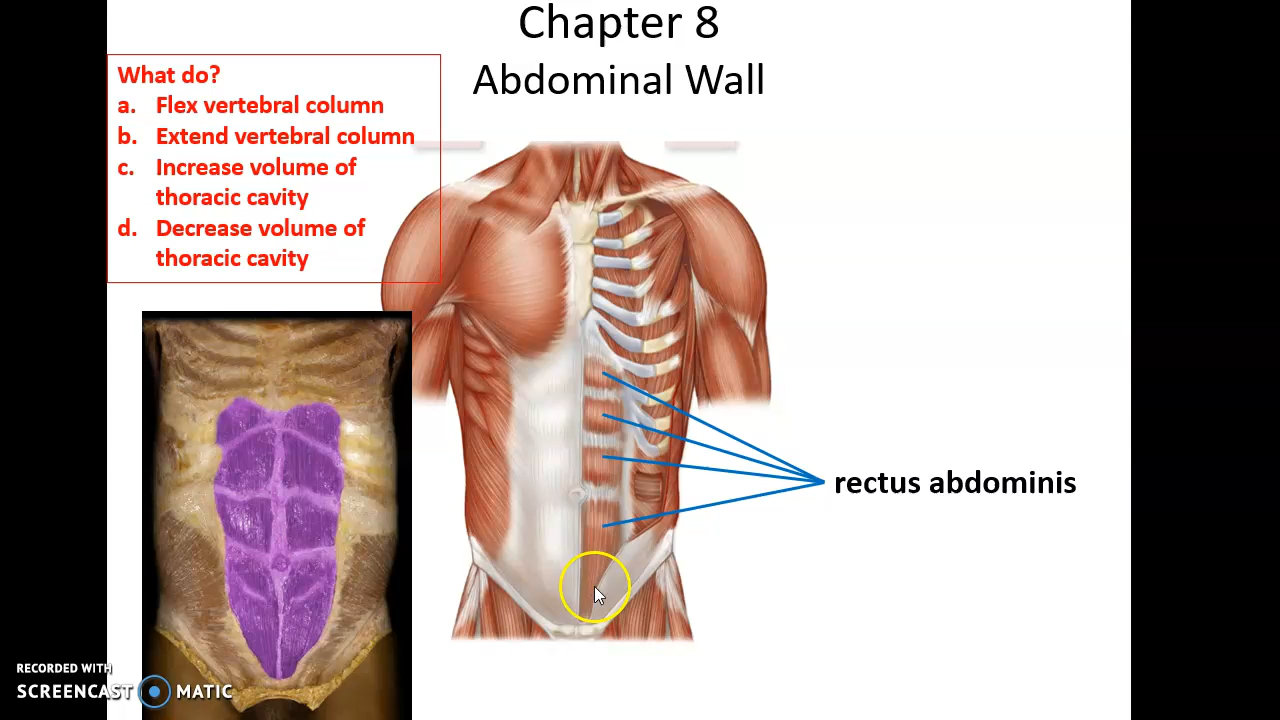 Chapter 8
Abdominal Wall
What do?
a. Flex vertebral column
b. Extend vertebral column
c. Increase volume of
thoracic cavity
d. Decrease volume of
thoracic cavity
rectus abdominis
RECORDED WITH
SCREENCAST MATIC